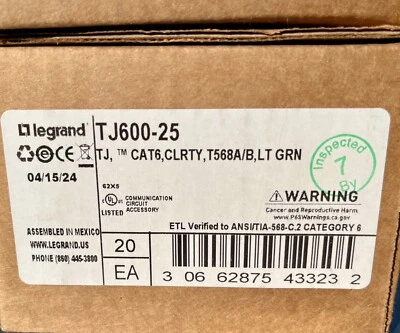 legrand
TJ600-25
TJ, ™ CAT6,CLRTY,T568A/B,LT GRN
CE
04/15/24
62X5
UL
LISTED
COMMUNICATION
CIRCUIT
ACCESSORY
Inspected
7
By
WARNING
Cancer and Reproductive Harm
www.P65Warnings.ca.gov
ETL Verified to ANSI/TIA-568-C.2 CATEGORY 6
ASSEMBLED IN MEXICO
WWW.LEGRAND.US
PHONE (860) 445-3800
20
EA
3 06 62875 43323 2